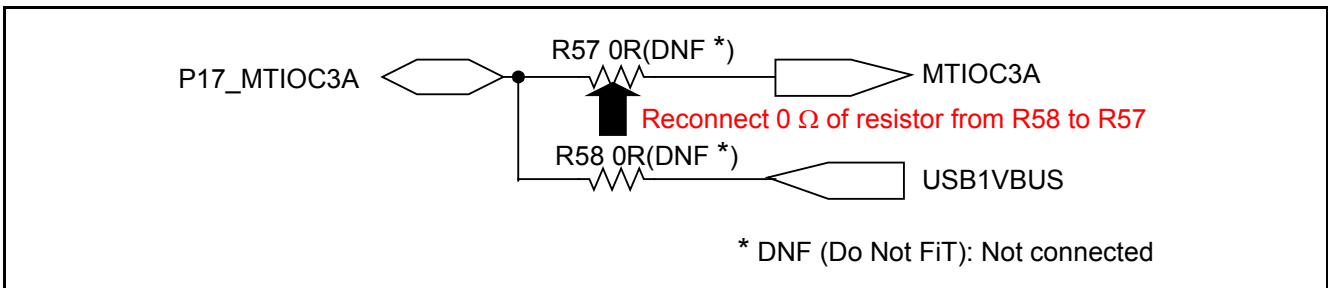 R57 0R(DNF *)
P17_MTIOC3A
MTIOC3A
Reconnect 0 Ω of resistor from R58 to R57
R58 0R(DNF *)
USB1VBUS
* DNF (Do Not FiT): Not connected